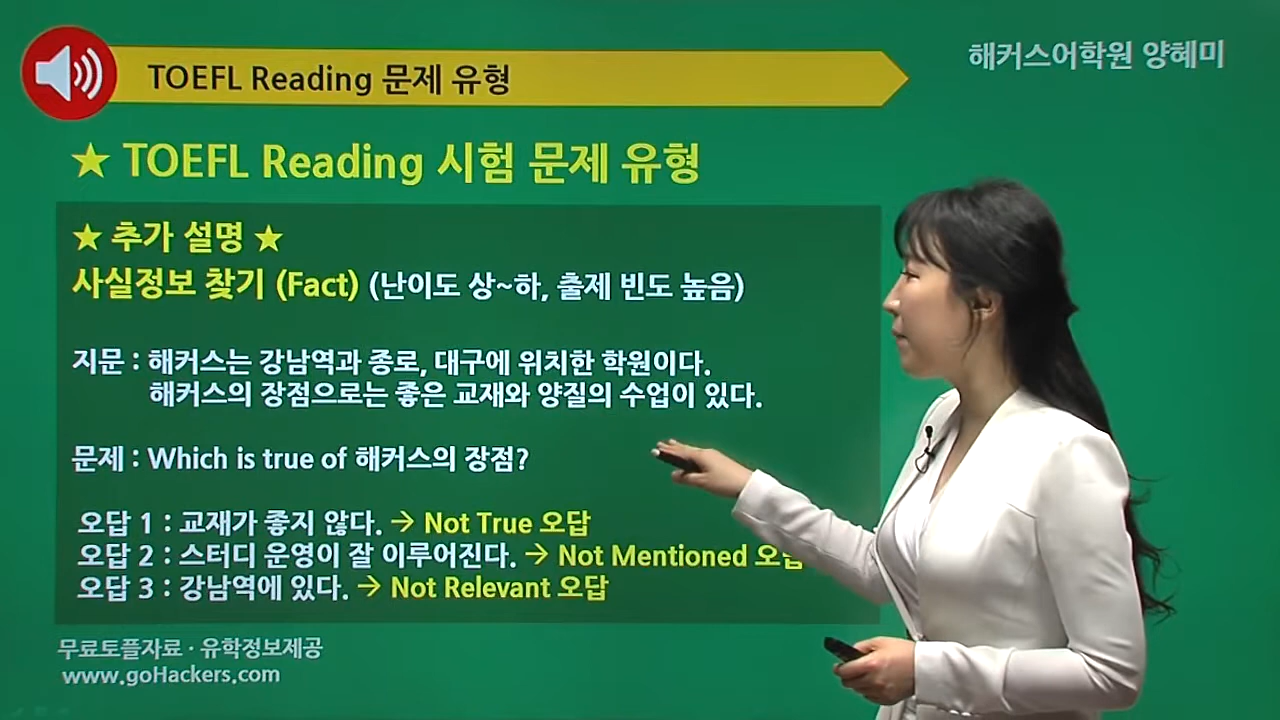 TOEFL Reading 문제 유형
해커스어학원 양혜미
★ TOEFL Reading 시험 문제 유형
★ 추가 설명 ★
사실정보 찾기 (Fact) (난이도 상~하, 출제 빈도 높음)
지문 : 해커스는 강남역과 종로, 대구에 위치한 학원이다.
해커스의 장점으로는 좋은 교재와 양질의 수업이 있다.
문제 : Which is true of 해커스의 장점?
오답 1 : 교재가 좋지 않다. → Not True 오답
오답 2 : 스터디 운영이 잘 이루어진다. → Not Mentioned 오답
오답 3 : 강남역에 있다. → Not Relevant 오답
무료토플자료 · 유학정보제공
www.goHackers.com